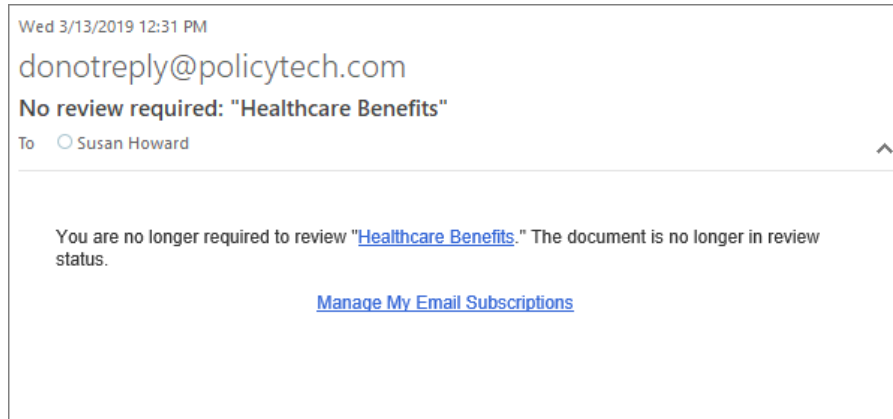 Wed 3/13/2019 12:31 PM
donotreply@policytech.com
No review required: "Healthcare Benefits"
To Susan Howard
You are no longer required to review "Healthcare Benefits." The document is no longer in review
status.
Manage My Email Subscriptions